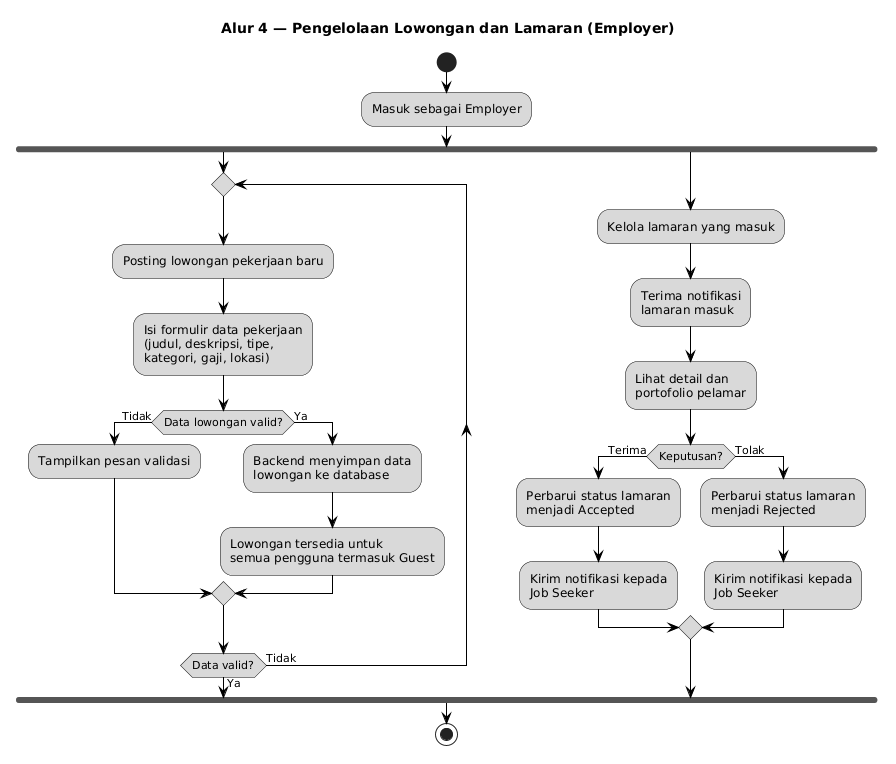 Alur 4 — Pengelolaan Lowongan dan Lamaran (Employer)
Masuk sebagai Employer
Posting lowongan pekerjaan baru
Isi formulir data pekerjaan
(judul, deskripsi, tipe,
kategori, gaji, lokasi)
Tidak
Data lowongan valid?
Ya
Tampilkan pesan validasi
Backend menyimpan data
lowongan ke database
Lowongan tersedia untuk
semua pengguna termasuk Guest
Data valid?
Tidak
Ya
Kelola lamaran yang masuk
Terima notifikasi
lamaran masuk
Lihat detail dan
portofolio pelamar
Terima
Keputusan?
Tolak
Perbarui status lamaran
menjadi Accepted
Kirim notifikasi kepada
Job Seeker
Perbarui status lamaran
menjadi Rejected
Kirim notifikasi kepada
Job Seeker